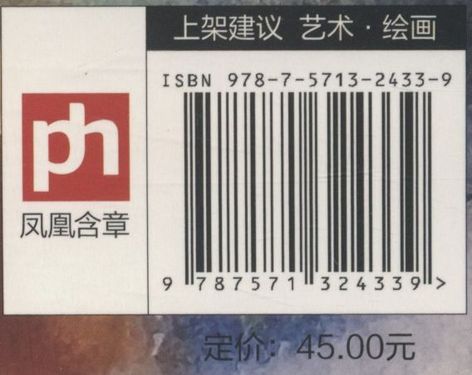 上架建议 艺术·绘画
ISBN 978-7-5713-2433-9
ph
凤凰含章
9 787571 324339 >
定价：45.00元